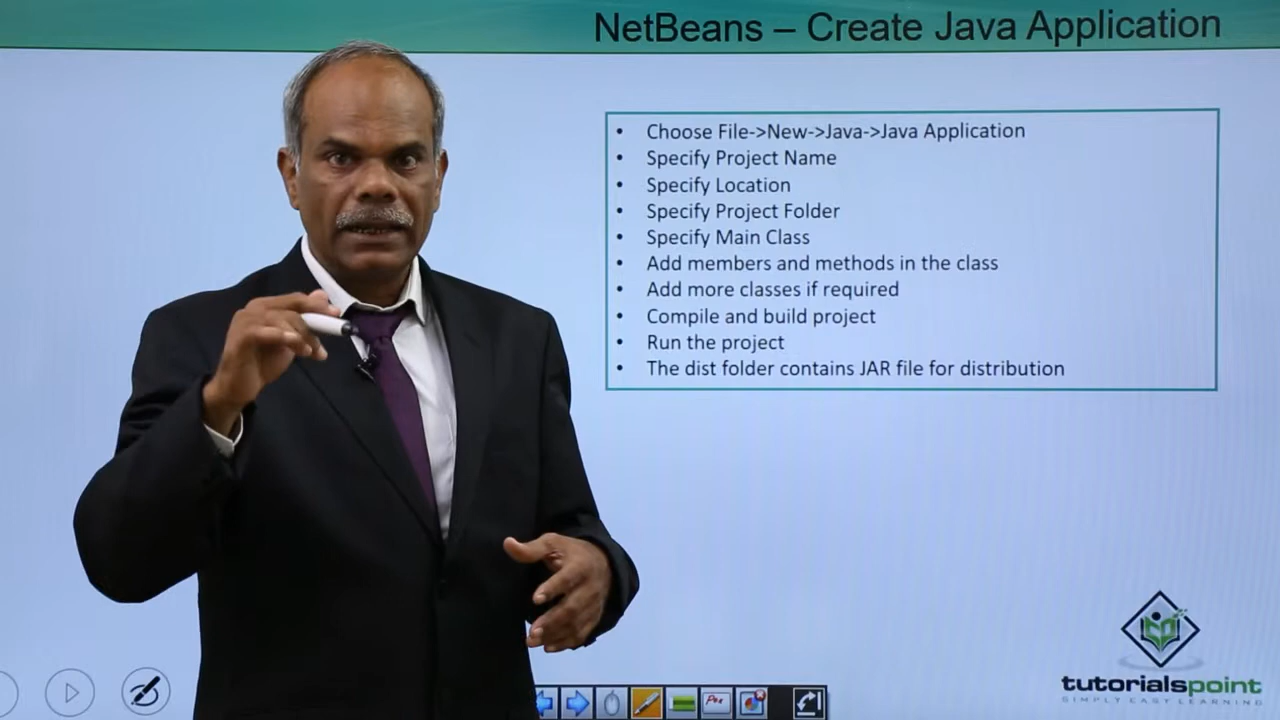 NetBeans – Create Java Application
• Choose File->New->Java->Java Application
• Specify Project Name
• Specify Location
• Specify Project Folder
• Specify Main Class
• Add members and methods in the class
• Add more classes if required
• Compile and build project
• Run the project
• The dist folder contains JAR file for distribution
tutorialspoint
SIMPLY EASY LEARNING